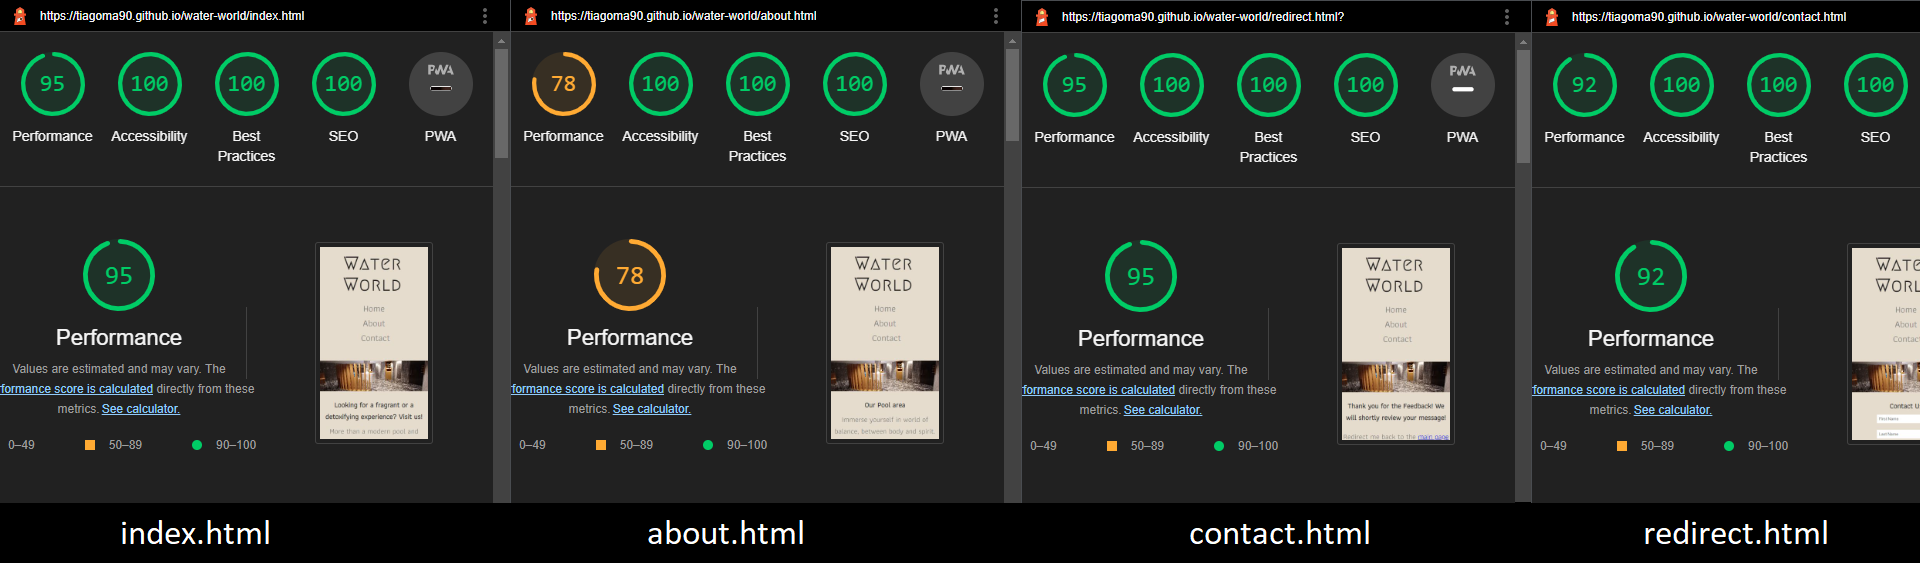 https://tiagoma90.github.io/water-world/index.html
95
100
100
100
PWA
Performance
Accessibility
Best
Practices
SEO
PWA
95
Performance
Values are estimated and may vary. The
formance score is calculated directly from these
metrics. See calculator.
0–49
50–89
90–100
WATER
WORLD
Home
About
Contact
Looking for a fragrant or a
detoxifying experience? Visit us!
More than a modern pool and
index.html
https://tiagoma90.github.io/water-world/about.html
78
100
100
100
PWA
Performance
Accessibility
Best
Practices
SEO
PWA
78
Performance
Values are estimated and may vary. The
formance score is calculated directly from these
metrics. See calculator.
0–49
50–89
90–100
WATER
WORLD
Home
About
Contact
Our Pool area
Immerse yourself in world of
balance, between body and spirit.
about.html
https://tiagoma90.github.io/water-world/redirect.html?
95
100
100
100
PWA
Performance
Accessibility
Best
Practices
SEO
PWA
95
Performance
Values are estimated and may vary. The
formance score is calculated directly from these
metrics. See calculator.
0–49
50–89
90–100
WATER
WORLD
Home
About
Contact
Thank you for the Feedback! We
will shortly review your message!
Redirect me back to the main page
contact.html
https://tiagoma90.github.io/water-world/contact.html
92
100
100
100
Performance
Accessibility
Best
Practices
SEO
92
Performance
Values are estimated and may vary. The
formance score is calculated directly from these
metrics. See calculator.
0–49
50–89
90–100
WATE
WORL
Home
About
Contact
Contact U
First Name
Last Name
redirect.html